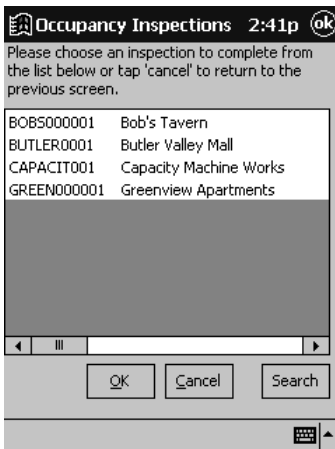 Occupancy Inspections 2:41p ok
Please choose an inspection to complete from
the list below or tap 'cancel' to return to the
previous screen.
BOBS000001 Bob's Tavern
BUTLER0001 Butler Valley Mall
CAPACIT001 Capacity Machine Works
GREEN000001 Greenview Apartments
OK Cancel Search